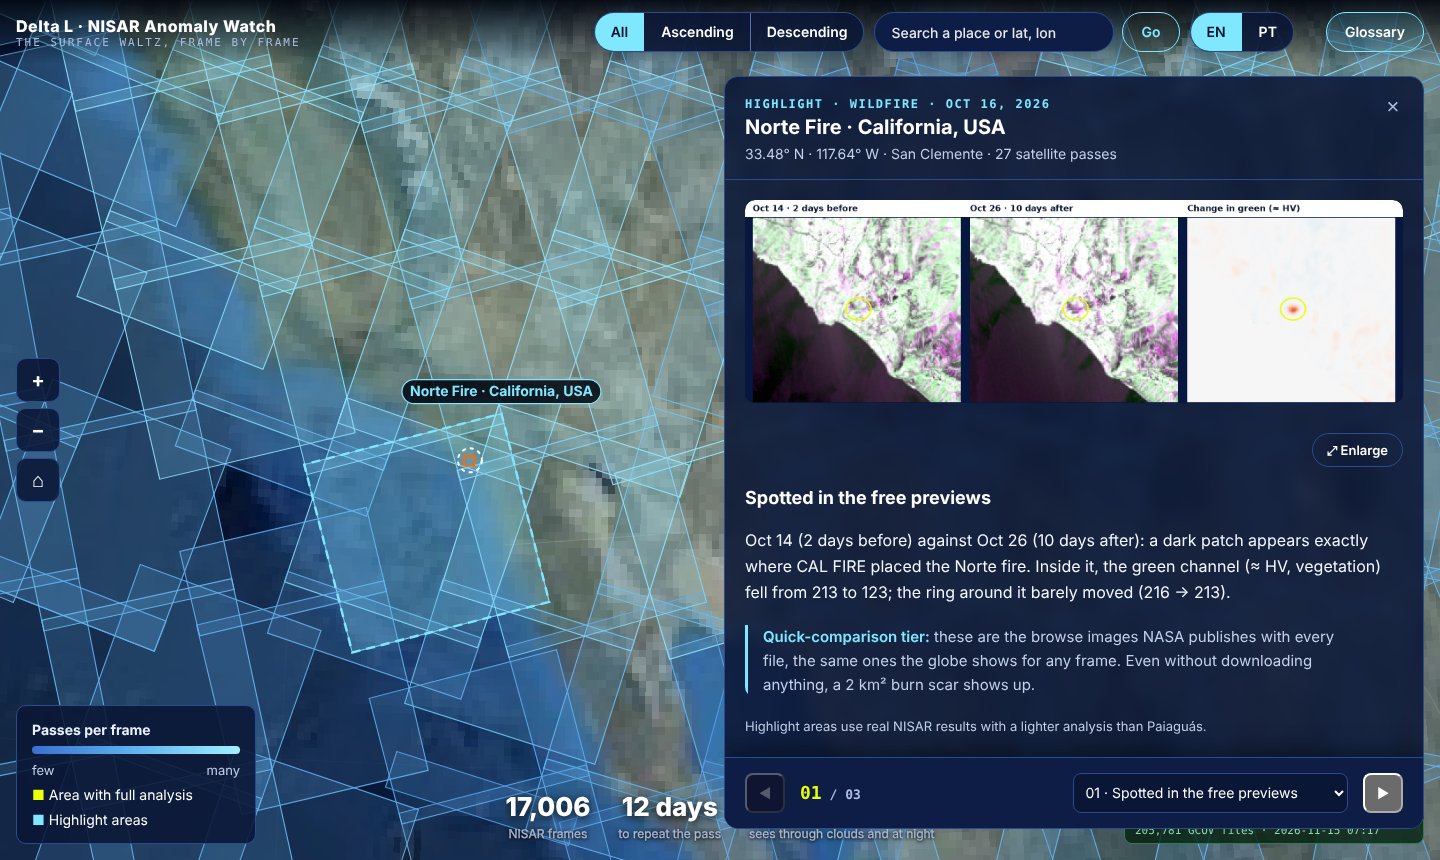 Delta L · NISAR Anomaly Watch
THE SURFACE WALTZ, FRAME BY FRAME
All
Ascending
Descending
Search a place or lat, lon
Go
EN
PT
Glossary
HIGHLIGHT · WILDFIRE · OCT 16, 2026
×
Norte Fire · California, USA
33.48° N · 117.64° W · San Clemente · 27 satellite passes
Oct 14 · 2 days before
Oct 26 · 10 days after
Change in green (≈ HV)
Enlarge
Spotted in the free previews
Oct 14 (2 days before) against Oct 26 (10 days after): a dark patch appears exactly
where CAL FIRE placed the Norte fire. Inside it, the green channel (≈ HV, vegetation)
fell from 213 to 123; the ring around it barely moved (216 → 213).
Quick-comparison tier: these are the browse images NASA publishes with every
file, the same ones the globe shows for any frame. Even without downloading
anything, a 2 km² burn scar shows up.
Highlight areas use real NISAR results with a lighter analysis than Paiaguás.
01 / 03
01 · Spotted in the free previews
Norte Fire · California, USA
+
−
Passes per frame
few
many
Area with full analysis
Highlight areas
17,006
NISAR frames
12 days
to repeat the pass
sees through clouds and at night
205,781 GCOV files · 2026-11-15 07:17